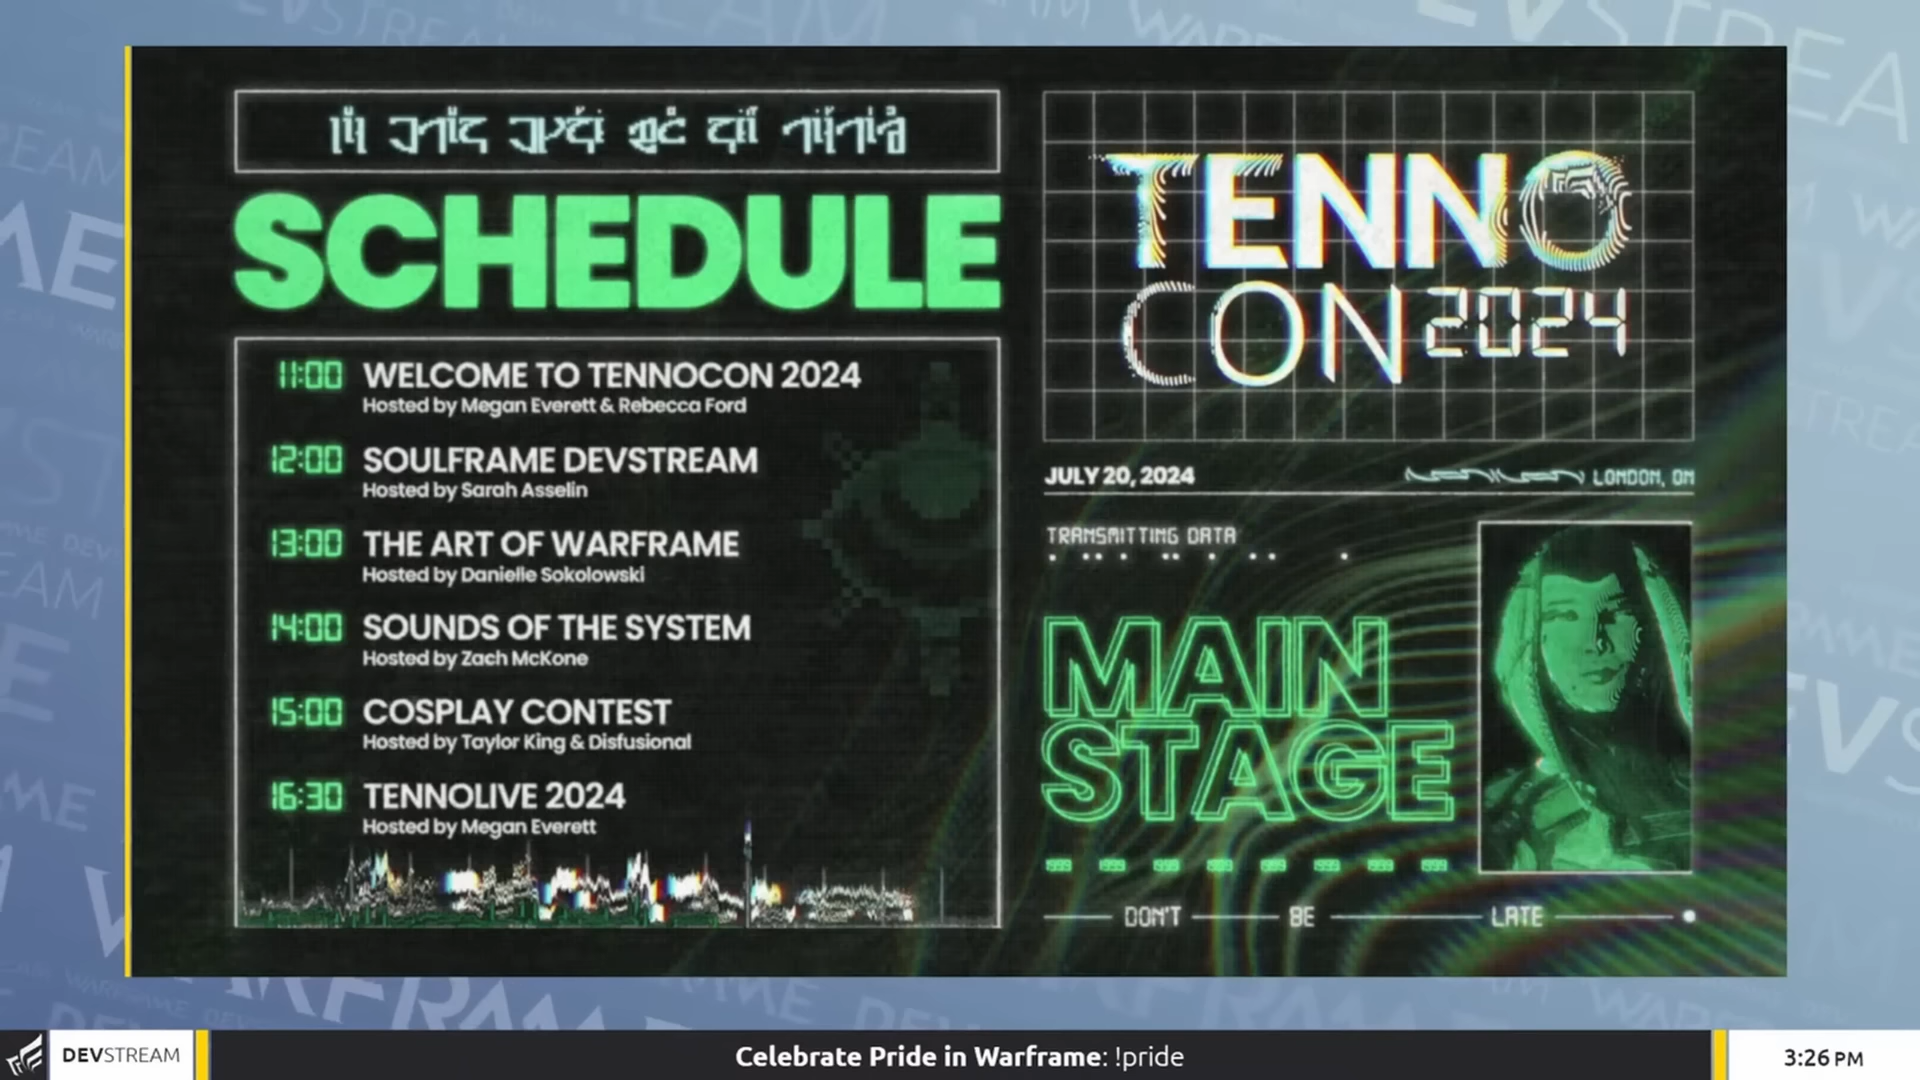 SCHEDULE
11:00 WELCOME TO TENNOCON 2024
Hosted by Megan Everett & Rebecca Ford
12:00 SOULFRAME DEVSTREAM
Hosted by Sarah Asselin
13:00 THE ART OF WARFRAME
Hosted by Danielle Sokolowski
14:00 SOUNDS OF THE SYSTEM
Hosted by Zach McKone
15:00 COSPLAY CONTEST
Hosted by Taylor King & Disfusional
16:30 TENNOLIVE 2024
Hosted by Megan Everett
TENNO
CON 2024
JULY 20, 2024
LONDON, ON
TRANSMITTING DATA
MAIN
STAGE
DON'T BE LATE
DEVSTREAM
Celebrate Pride in Warframe: !pride
3:26 PM